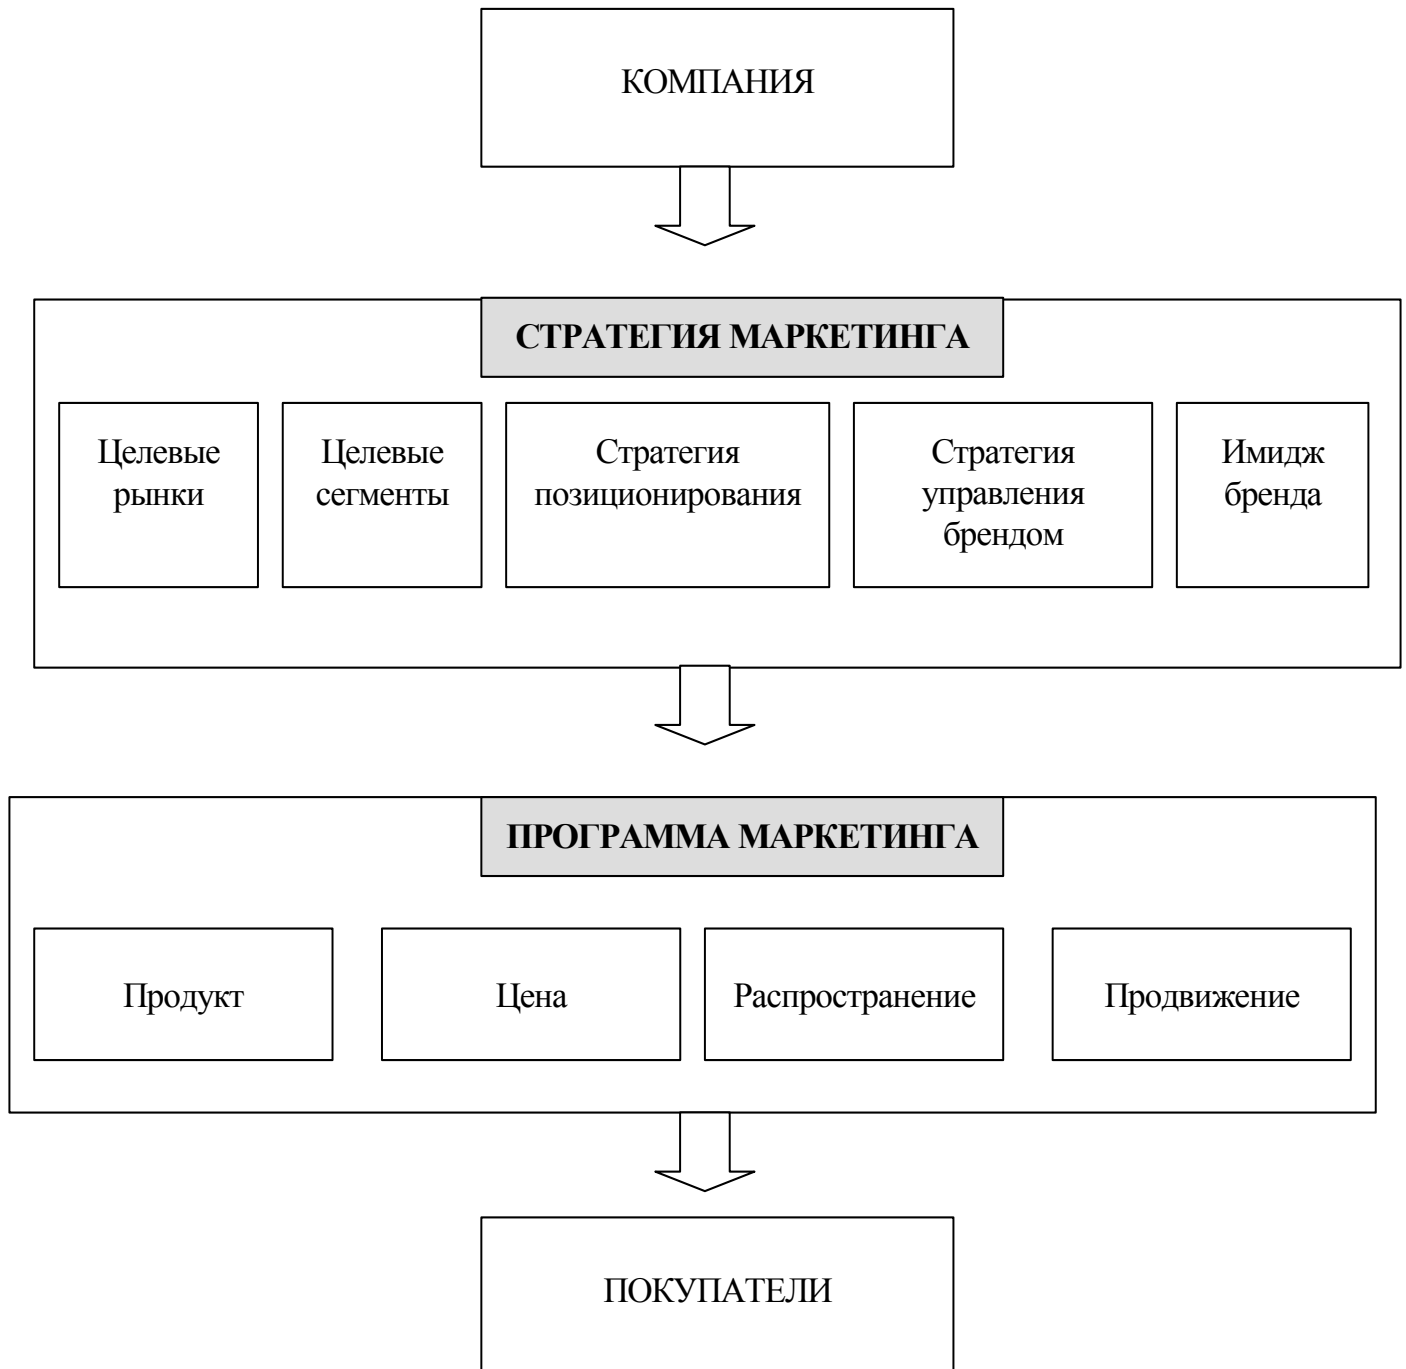 КОМПАНИЯ
СТРАТЕГИЯ МАРКЕТИНГА
Целевые
рынки
Целевые
сегменты
Стратегия
позиционирования
Стратегия
управления
брендом
Имидж
бренда
ПРОГРАММА МАРКЕТИНГА
Продукт
Цена
Распространение
Продвижение
ПОКУПАТЕЛИ